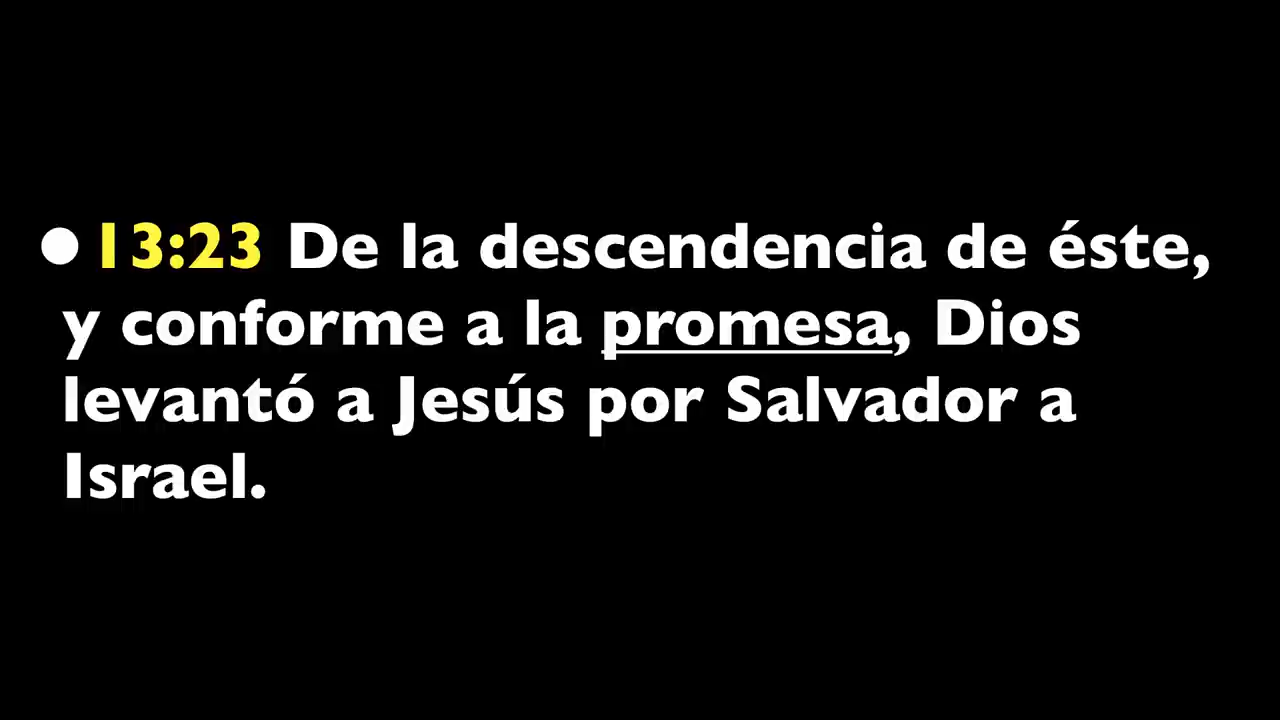 ● 13:23 De la descendencia de éste,
y conforme a la promesa, Dios
levantó a Jesús por Salvador a
Israel.